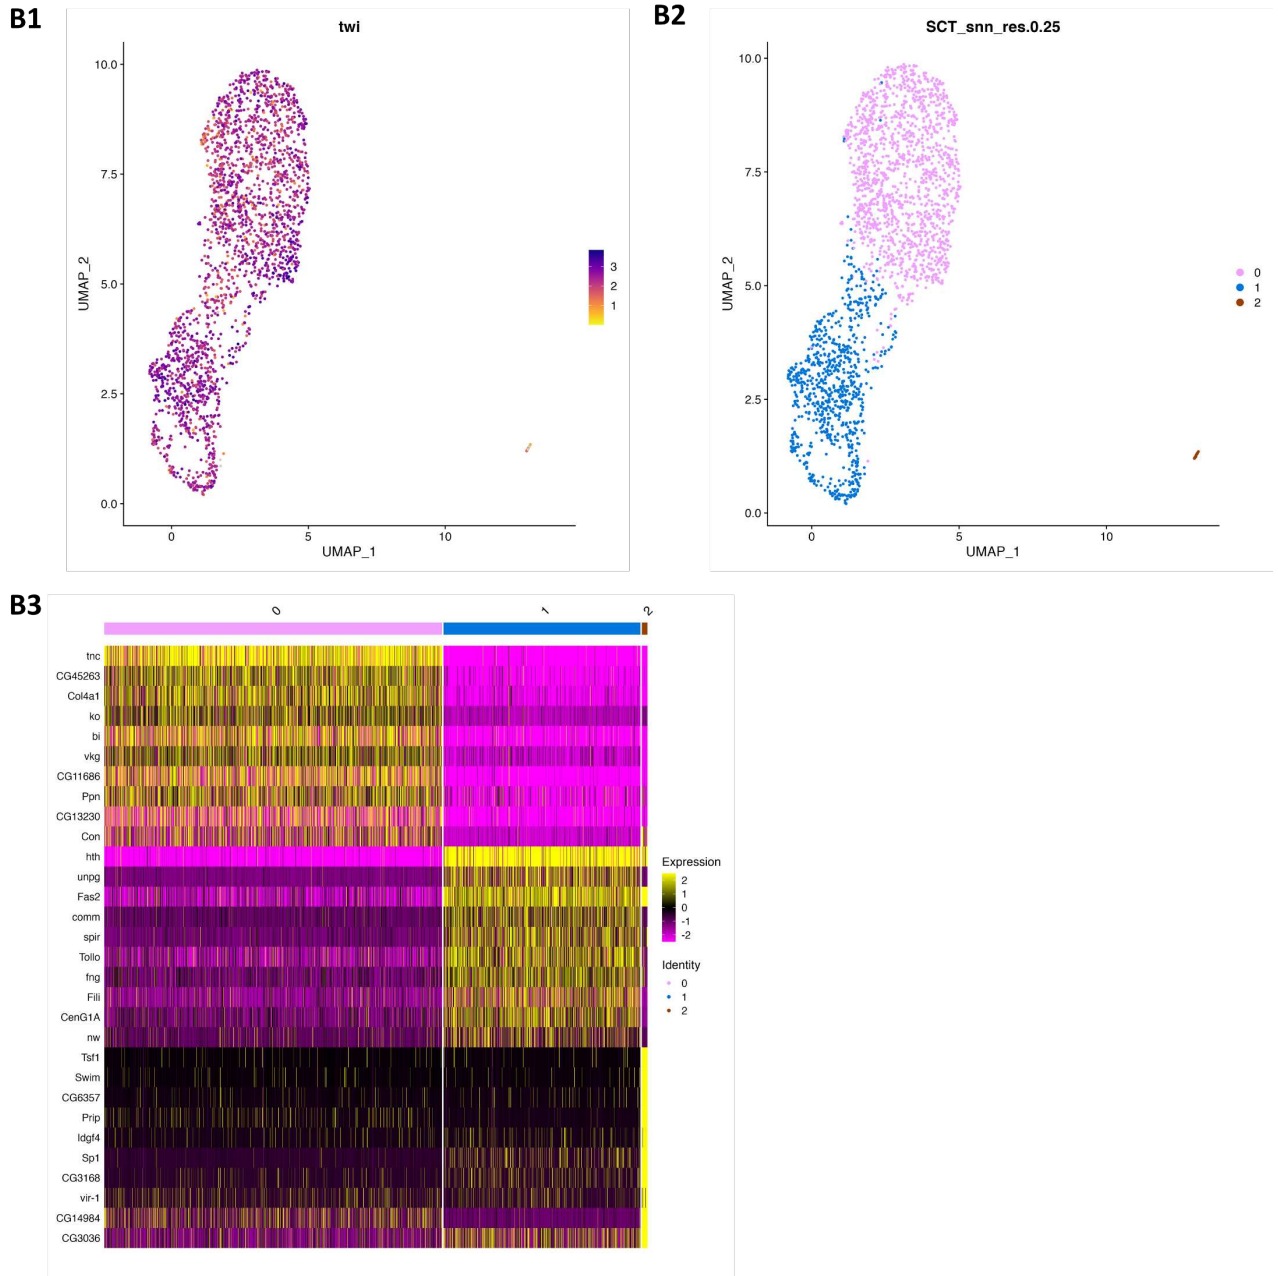 B1
twi
10.0
7.5
5.0
2.5
0.0
UMAP_2
0 5 10
UMAP_1
3
2
1
B2
SCT_snn_res.0.25
10.0
7.5
5.0
2.5
0.0
UMAP_2
0 5 10
UMAP_1
0
1
2
B3
0 1 2
tnc
CG45263
Col4a1
ko
bi
vkg
CG11686
Ppn
CG13230
Con
hth
unpg
Fas2
comm
spir
Tollo
fng
Fili
CenG1A
nw
Tsf1
Swim
CG6357
Prip
Idgf4
Sp1
CG3168
vir-1
CG14984
CG3036
Expression
2
1
0
-1
-2
Identity
0
1
2